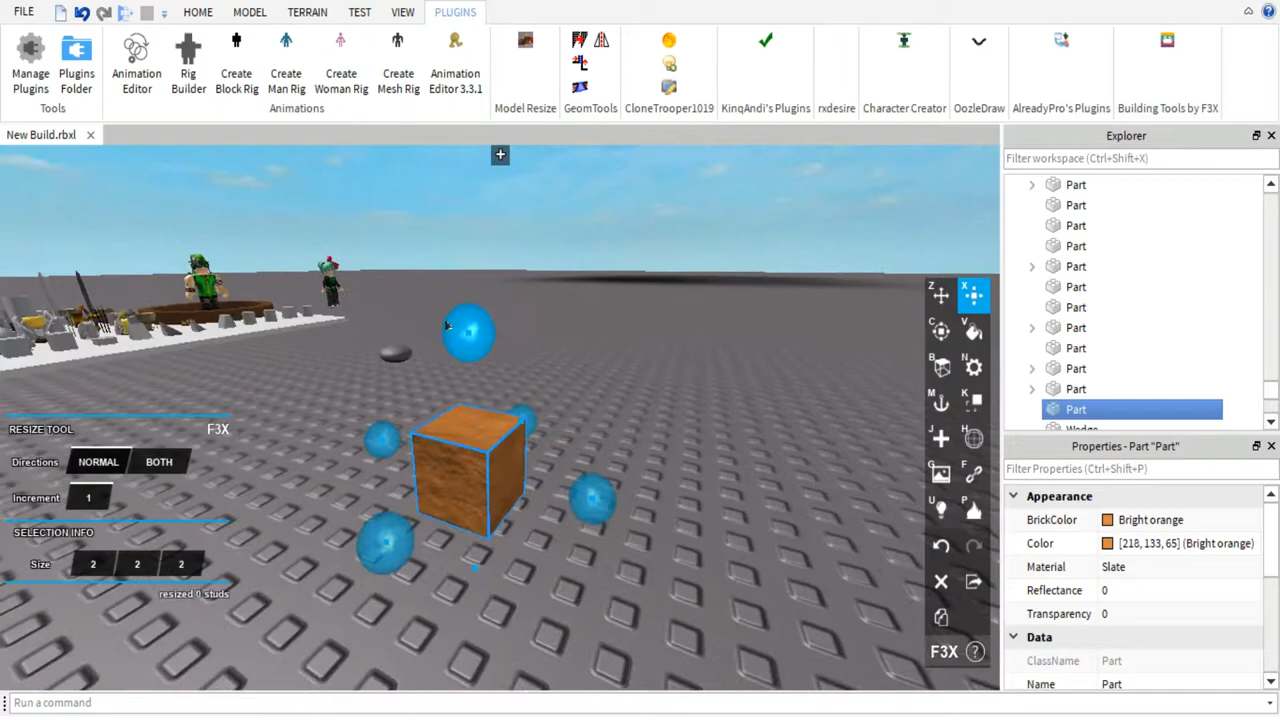 FILE HOME MODEL TERRAIN TEST VIEW PLUGINS
Manage Plugins
Plugins Folder
Tools
Animation Editor
Rig Builder
Create Block Rig
Create Man Rig
Create Woman Rig
Create Mesh Rig
Animation Editor 3.3.1
Animations
Model Resize
GeomTools
CloneTrooper1019
KinqAndi's Plugins
rxdesire
Character Creator
OozleDraw
AlreadyPro's Plugins
Building Tools by F3X
New Build.rbxl
RESIZE TOOL F3X
Directions NORMAL BOTH
Increment 1
SELECTION INFO
Size 2 2 2
resized 0 studs
Z X
C V
B N
M K
J H
G F
U P
F3X ?
Explorer
Filter workspace (Ctrl+Shift+X)
Part
Part
Part
Part
Part
Part
Part
Part
Part
Part
Part
Part
Wedge
Properties - Part "Part"
Filter Properties (Ctrl+Shift+P)
Appearance
BrickColor Bright orange
Color [218, 133, 65] (Bright orange)
Material Slate
Reflectance 0
Transparency 0
Data
ClassName Part
Name Part
Run a command